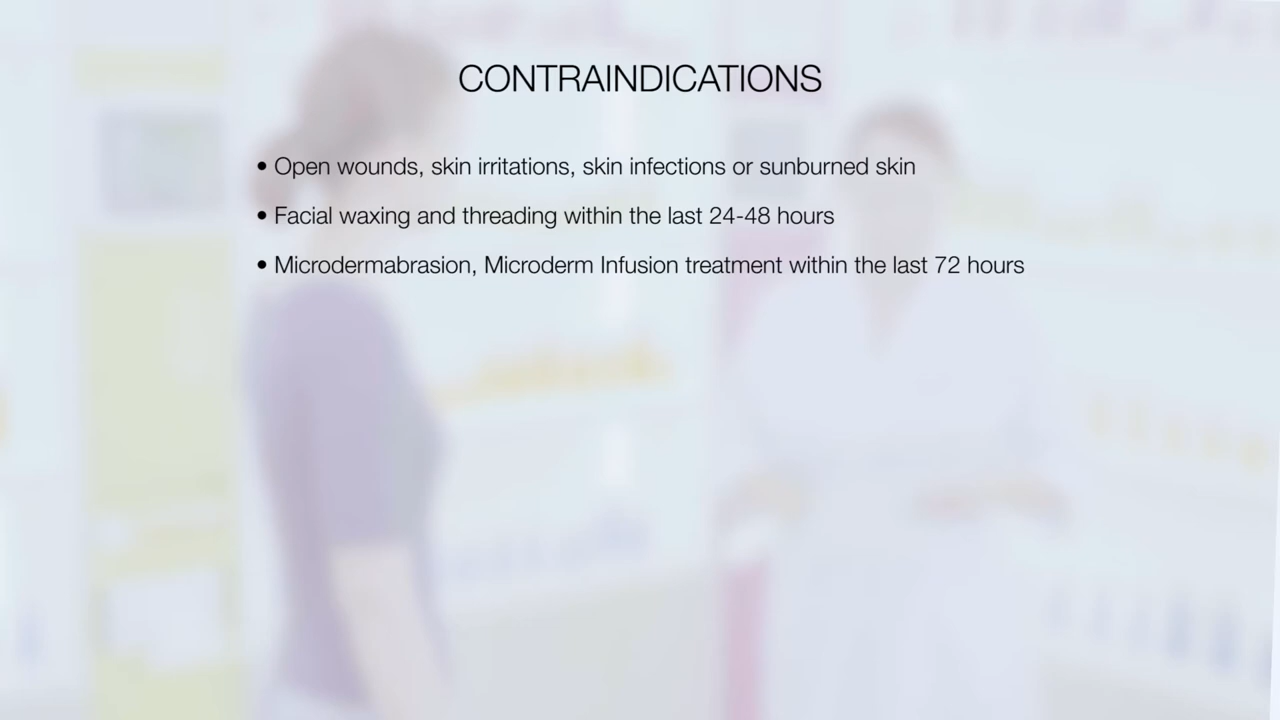 CONTRAINDICATIONS
• Open wounds, skin irritations, skin infections or sunburned skin
• Facial waxing and threading within the last 24-48 hours
• Microdermabrasion, Microderm Infusion treatment within the last 72 hours